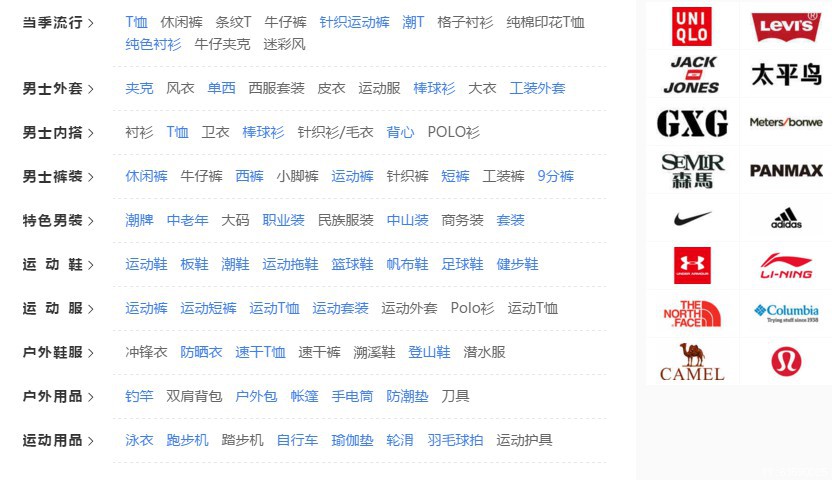 当季流行 T恤 休闲裤 条纹T 牛仔裤 针织运动裤 潮T 格子衬衫 纯棉印花T恤
纯色衬衫 牛仔夹克 迷彩风
男士外套 夹克 风衣 单西 西服套装 皮衣 运动服 棒球衫 大衣 工装外套
男士内搭 衬衫 T恤 卫衣 棒球衫 针织衫/毛衣 背心 POLO衫
男士裤装 休闲裤 牛仔裤 西裤 小脚裤 运动裤 针织裤 短裤 工装裤 9分裤
特色男装 潮牌 中老年 大码 职业装 民族服装 中山装 商务装 套装
运动鞋 运动鞋 板鞋 潮鞋 运动拖鞋 篮球鞋 帆布鞋 足球鞋 健步鞋
运动服 运动裤 运动短裤 运动T恤 运动套装 运动外套 Polo衫 运动T恤
户外鞋服 冲锋衣 防晒衣 速干T恤 速干裤 溯溪鞋 登山鞋 潜水服
户外用品 钓竿 双肩背包 户外包 帐篷 手电筒 防潮垫 刀具
运动用品 泳衣 跑步机 踏步机 自行车 瑜伽垫 轮滑 羽毛球拍 运动护具
UNI
QLO
LEVI'S
JACK
JONES
太平鸟
GXG
Meters/bonwe
SEMIR
森馬
PANMAX
adidas
UNDER ARMOUR
LI-NING
THE
NORTH
FACE
Columbia
Trying stuff since 1938
CAMEL